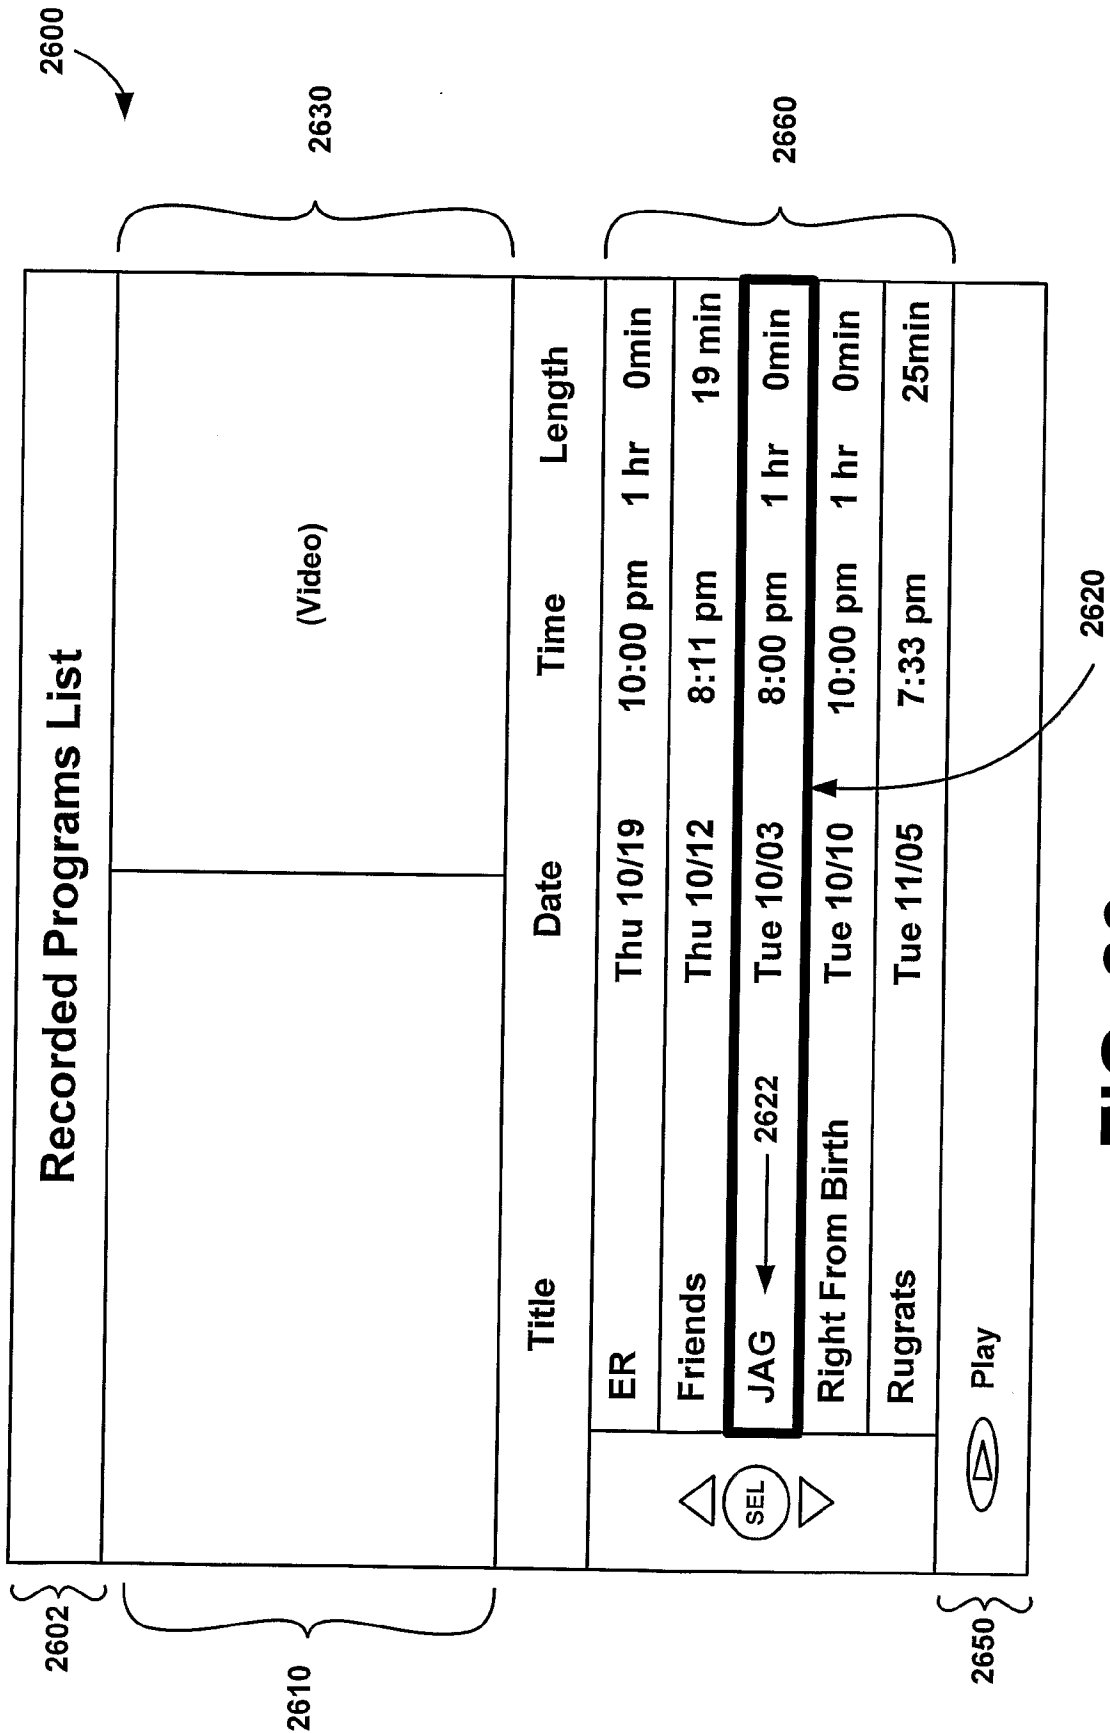 2600
Recorded Programs List
2602
2610
2630
(Video)
Title Date Time Length
2660
ER Thu 10/19 10:00 pm 1 hr 0min
Friends Thu 10/12 8:11 pm 19 min
SEL
JAG 2622 Tue 10/03 8:00 pm 1 hr 0min
Right From Birth Tue 10/10 10:00 pm 1 hr 0min
Rugrats Tue 11/05 7:33 pm 25min
2650
Play
2620